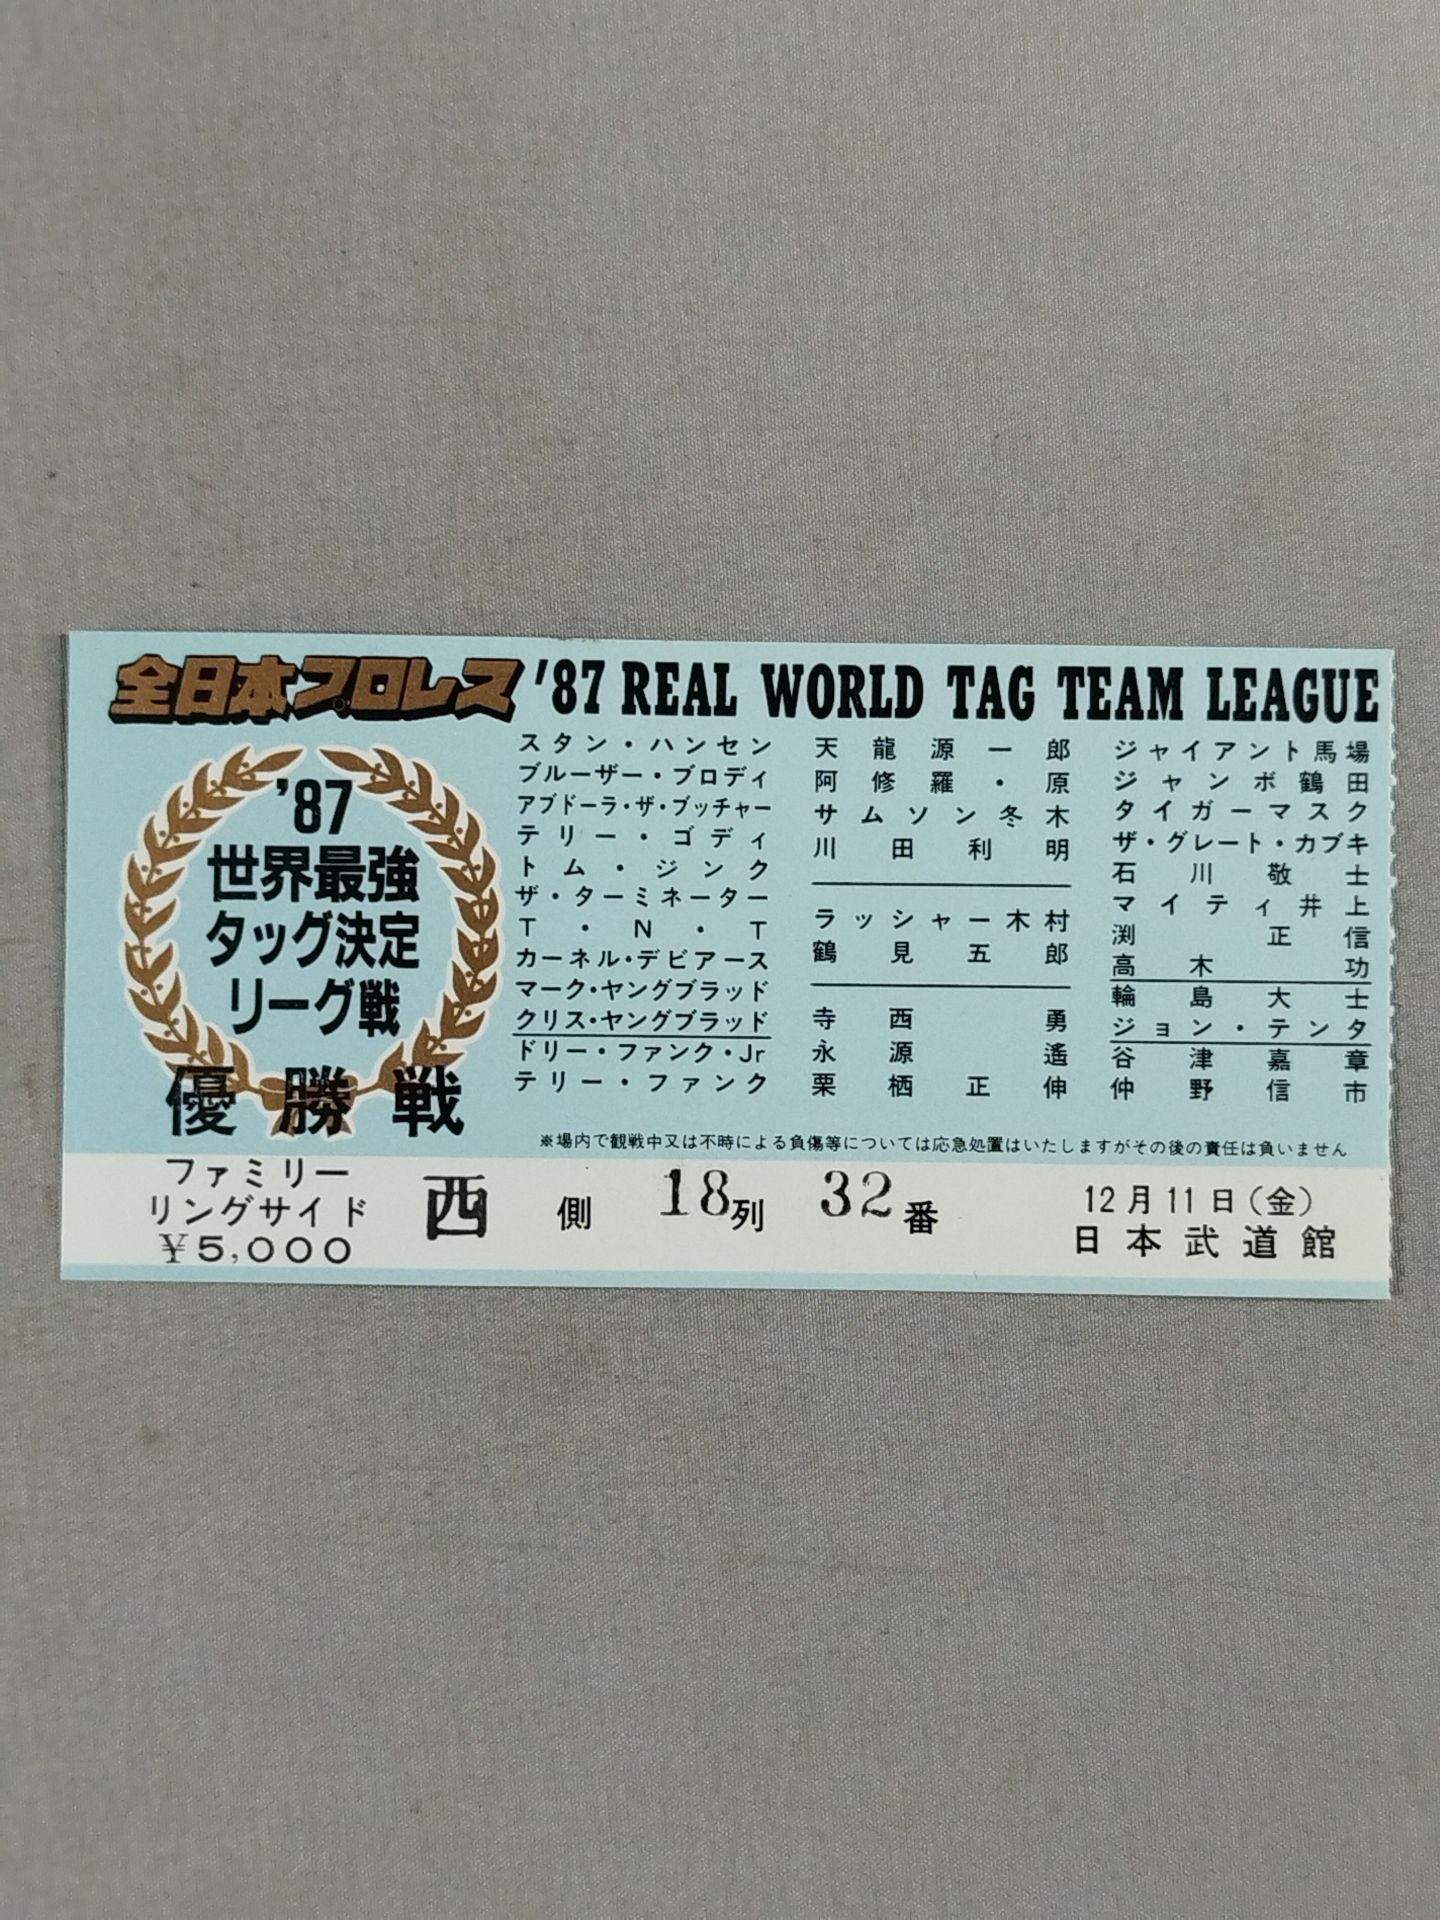 全日本プロレス '87 REAL WORLD TAG TEAM LEAGUE
'87
世界最強
タッグ決定
リーグ戦
優勝戦
スタン・ハンセン
ブルーザー・ブロディ
アブドーラ・ザ・ブッチャー
テリー・ゴディ
トム・ジンク
ザ・ターミネーター
T・N・T
カーネル・デビアース
マーク・ヤングブラッド
クリス・ヤングブラッド
ドリー・ファンク・Jr
テリー・ファンク
天龍源一郎
阿修羅・原
サムソン冬木
川田利明
ラッシャー木村
鶴見五郎
寺西勇
永源遙
栗栖正伸
ジャイアント馬場
ジャンボ鶴田
タイガーマスク
ザ・グレート・カブキ
石川敬士
マイティ井上
渕正信
高木功
輪島大士
ジョン・テンタ
谷津嘉章
仲野信市
※場内で観戦中又は不時による負傷等については応急処置はいたしますがその後の責任は負いません
ファミリー
リングサイド
¥5,000
西側 18列 32番
12月11日(金)
日本武道館